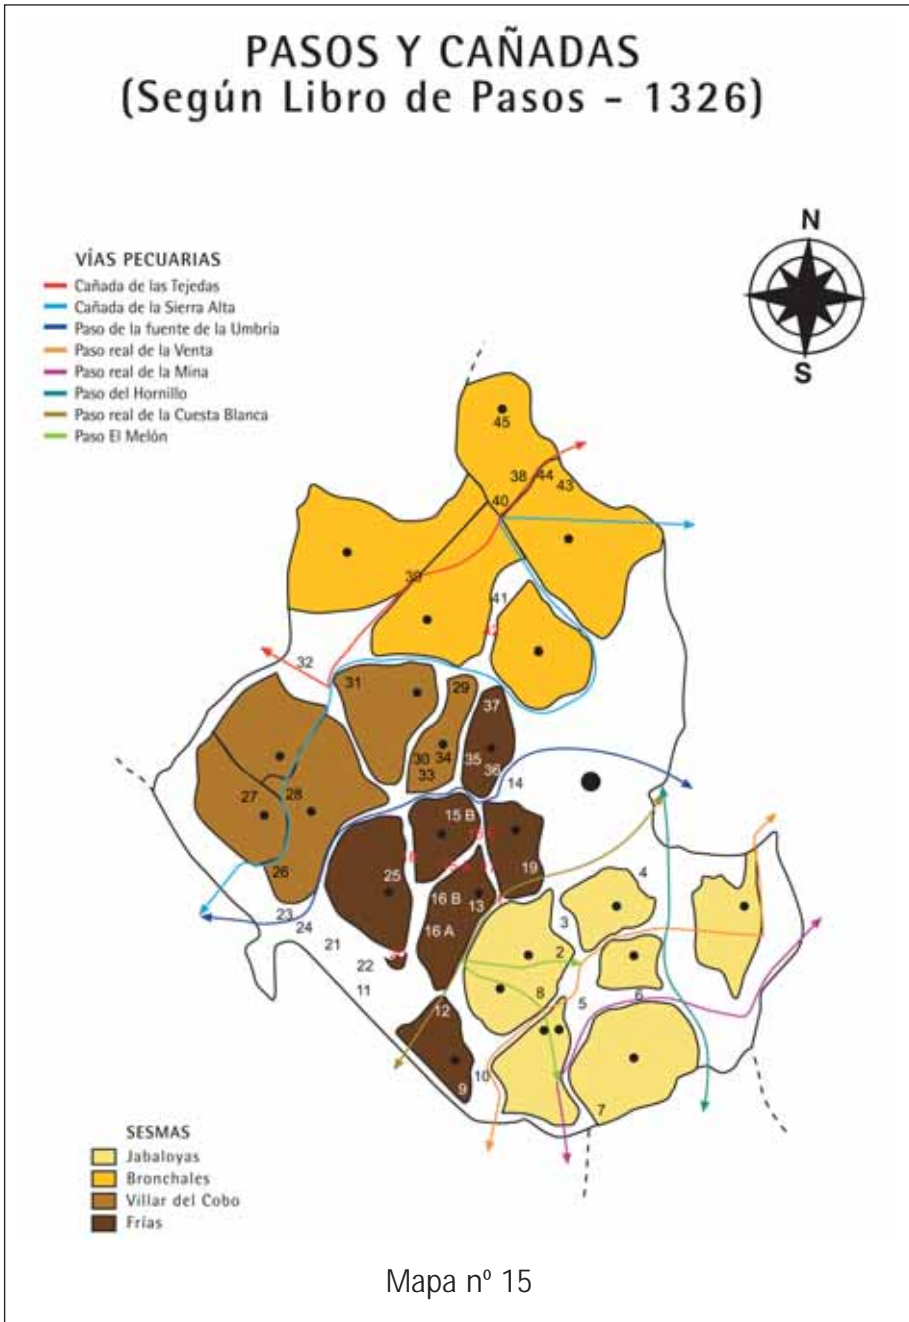 PASOS Y CAÑADAS
(Según Libro de Pasos - 1326)
N
S
VÍAS PECUARIAS
Cañada de las Tejedas
Cañada de la Sierra Alta
Paso de la fuente de la Umbría
Paso real de la Venta
Paso real de la Mina
Paso del Hornillo
Paso real de la Cuesta Blanca
Paso El Melón
45
38
44
43
40
39
41
42
32
31
29
37
30
34
35
33
36
14
27
28
15 B
26
25
19
16 B
13
4
23
24
16 A
3
21
2
22
11
8
6
12
5
10
9
7
SESMAS
Jabaloyas
Bronchales
Villar del Cobo
Frías
Mapa nº 15